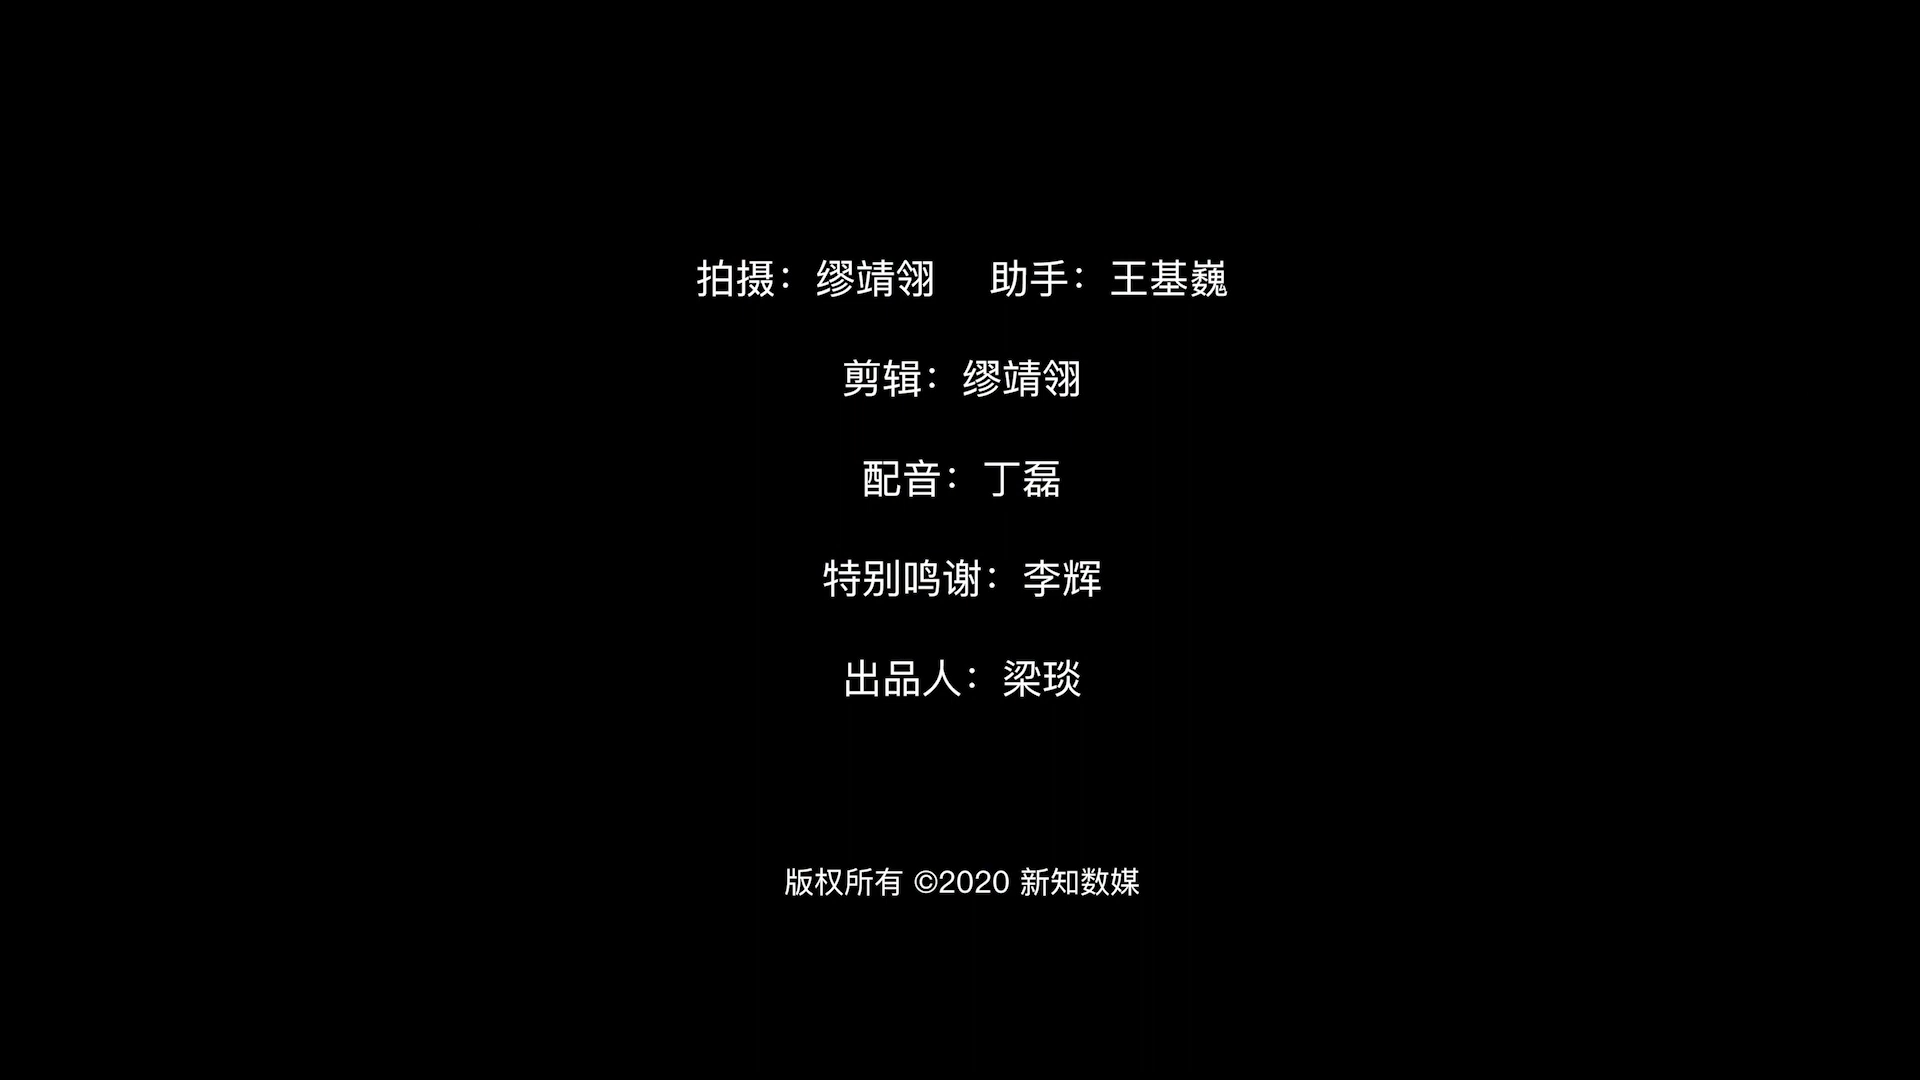 拍摄：缪靖翎 助手：王基巍
剪辑：缪靖翎
配音：丁磊
特别鸣谢：李辉
出品人：梁琰
版权所有 ©2020 新知数媒